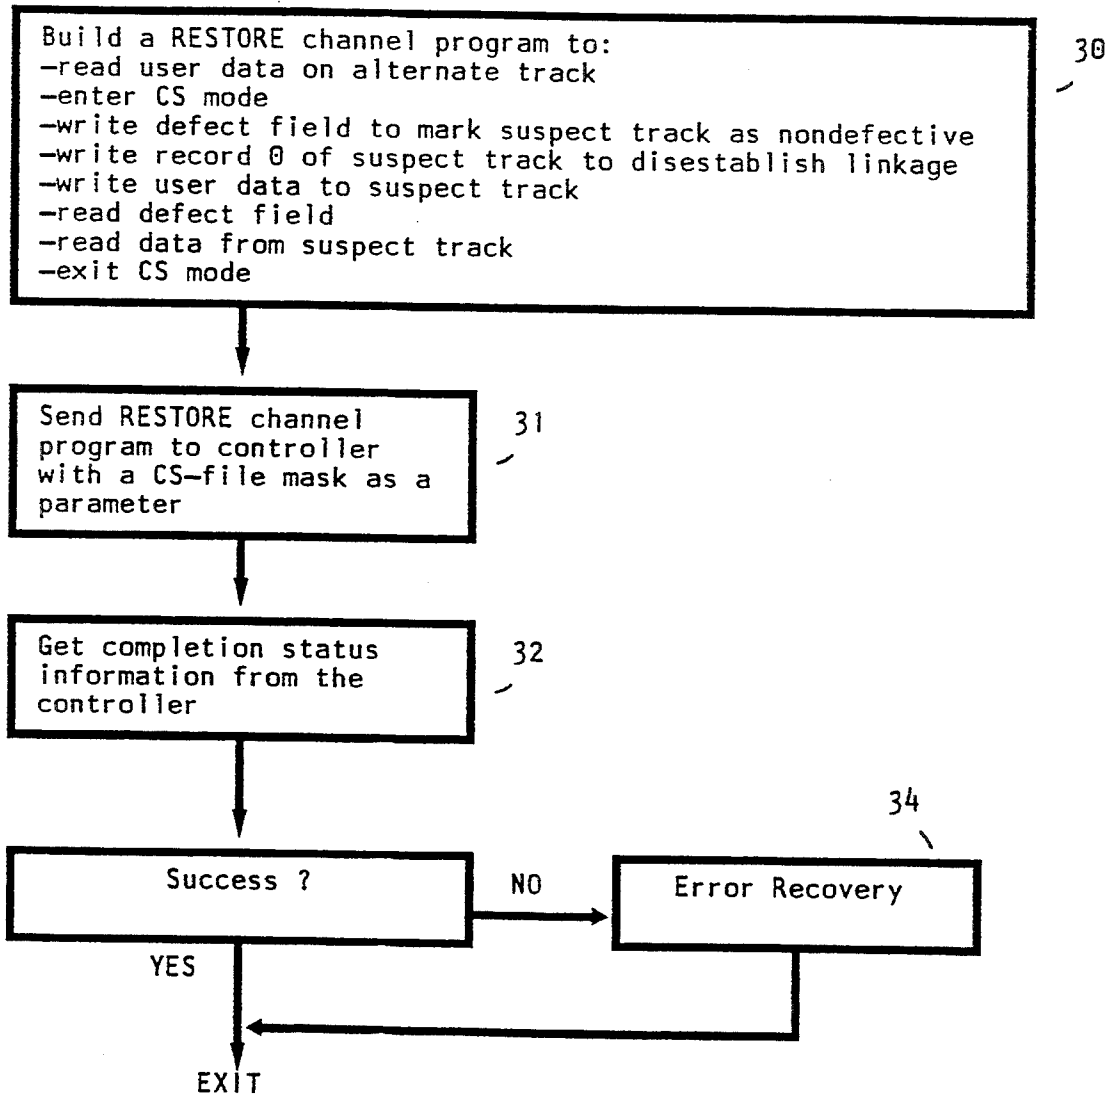 Build a RESTORE channel program to:
—read user data on alternate track
—enter CS mode
—write defect field to mark suspect track as nondefective
—write record 0 of suspect track to disestablish linkage
—write user data to suspect track
—read defect field
—read data from suspect track
—exit CS mode
30
Send RESTORE channel
program to controller
with a CS—file mask as a
parameter
31
Get completion status
information from the
controller
32
Success ?
NO
34
Error Recovery
YES
EXIT